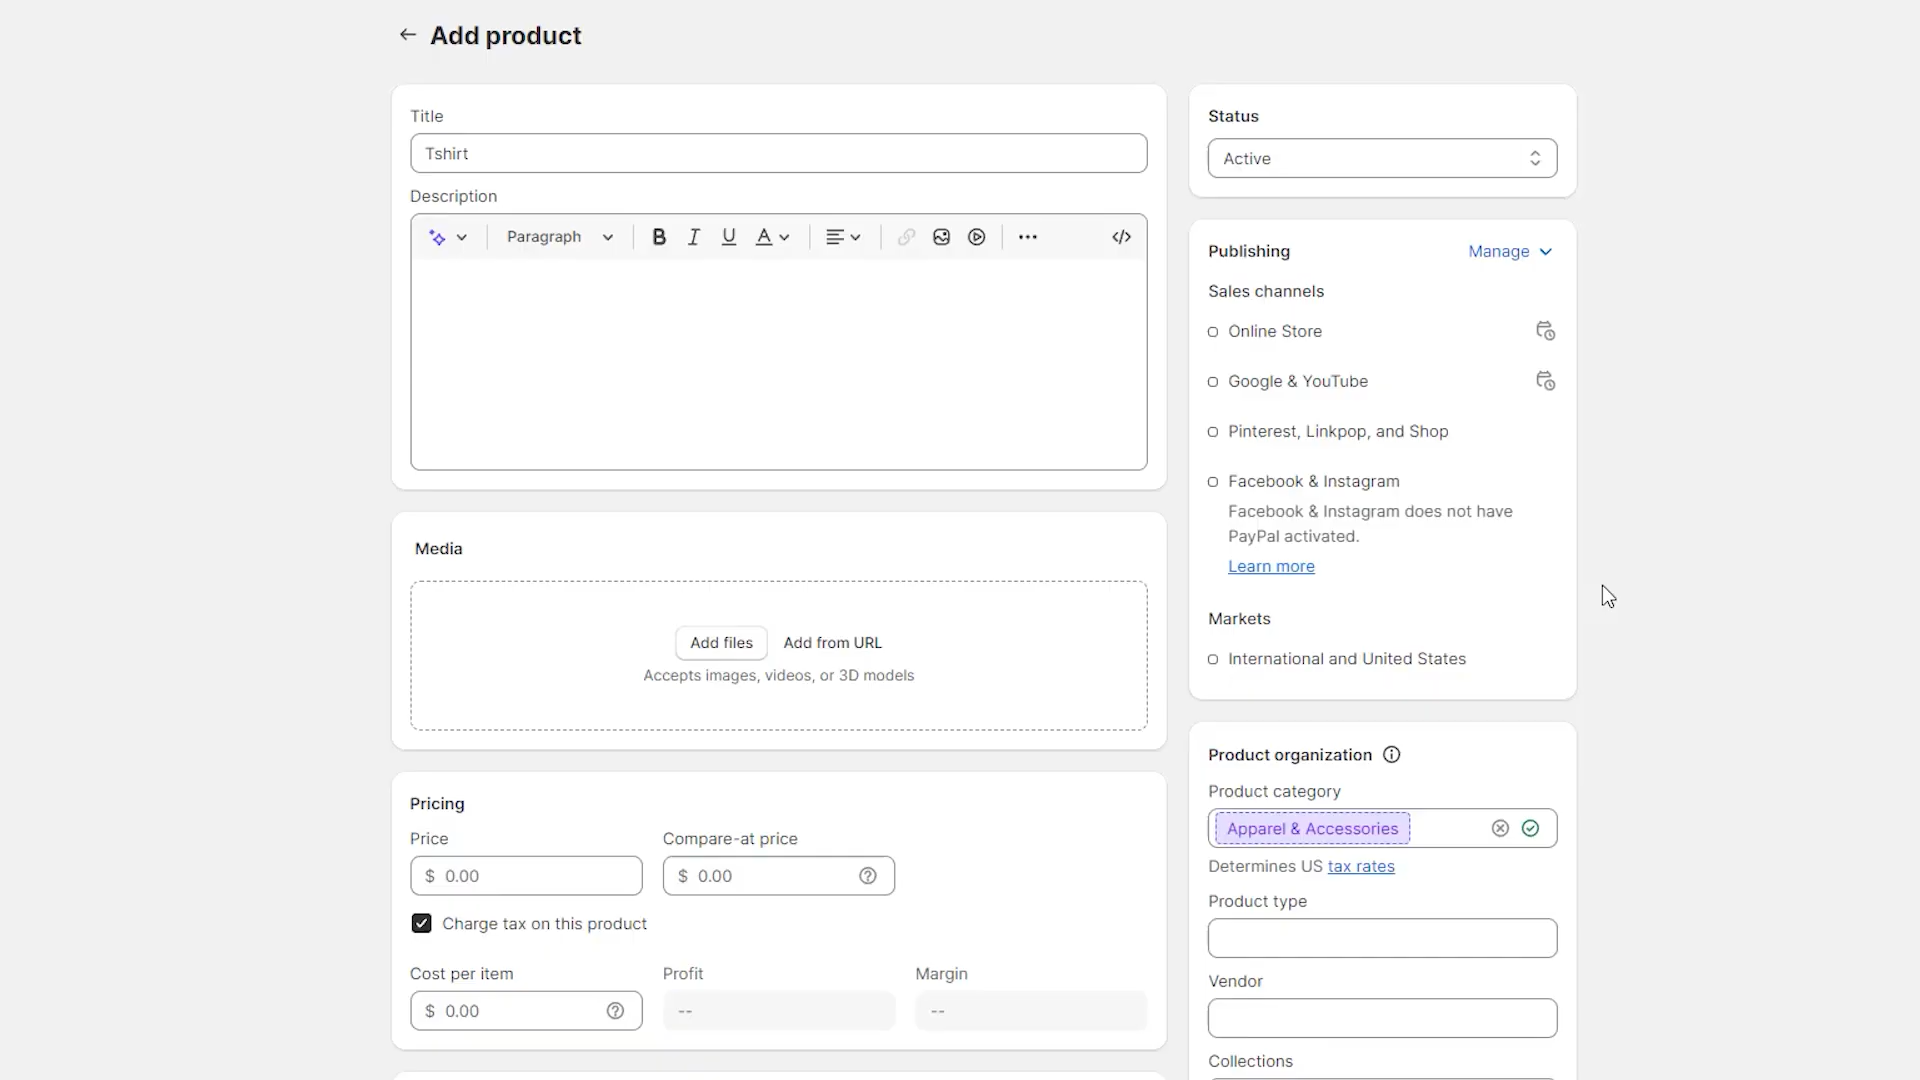 Add product
Title
Tshirt
Description
Paragraph
B I U A
Media
Add files Add from URL
Accepts images, videos, or 3D models
Pricing
Price Compare-at price
$ 0.00 $ 0.00
Charge tax on this product
Cost per item Profit Margin
$ 0.00 -- --
Status
Active
Publishing Manage
Sales channels
Online Store
Google & YouTube
Pinterest, Linkpop, and Shop
Facebook & Instagram
Facebook & Instagram does not have
PayPal activated.
Learn more
Markets
International and United States
Product organization
Product category
Apparel & Accessories
Determines US tax rates
Product type
Vendor
Collections